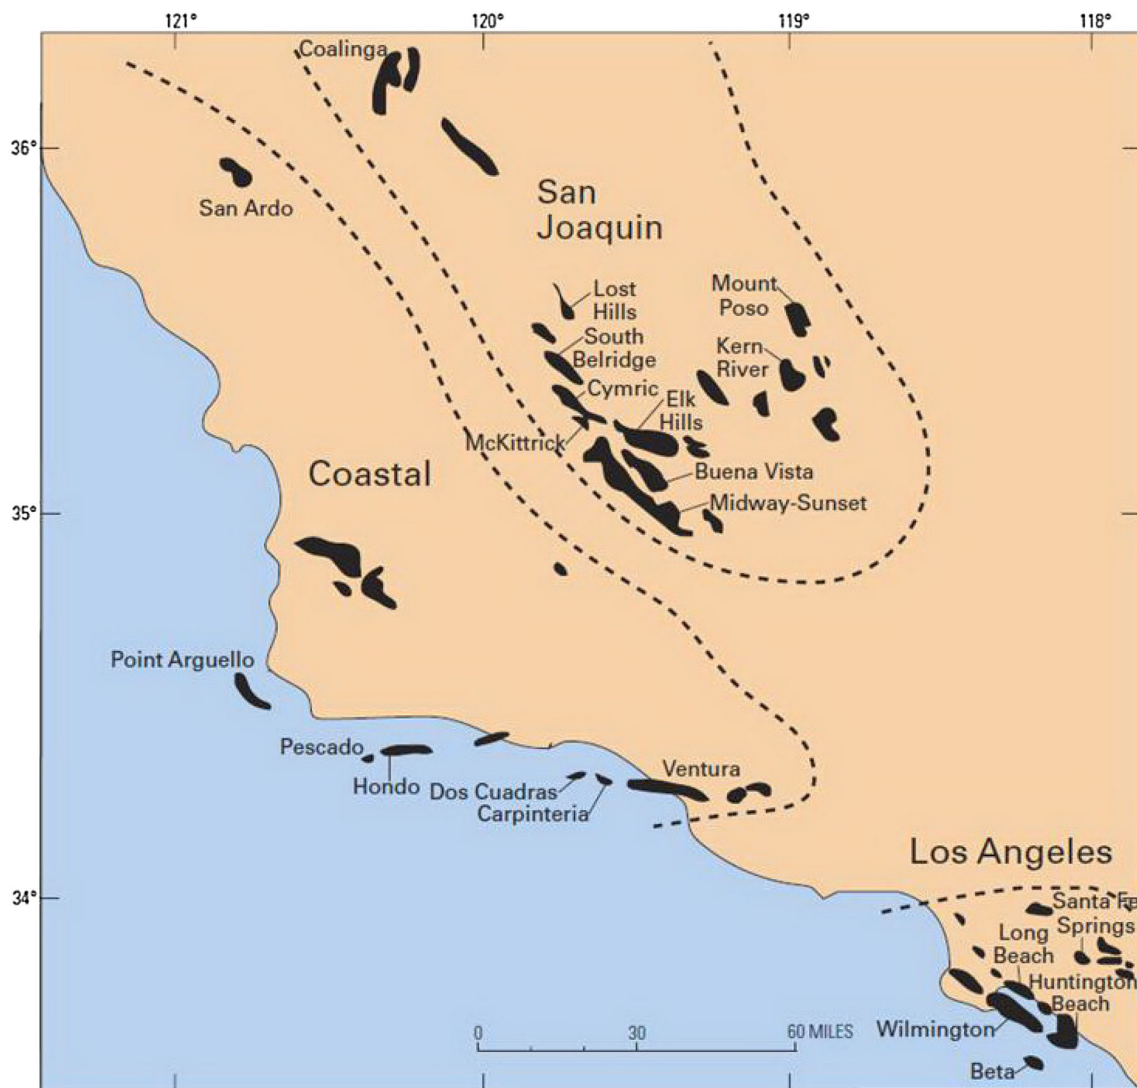 121°
120°
119°
118°
Coalinga
36°
San Ardo
San
Joaquin
Lost
Hills
Mount
Poso
South
Belridge
Kern
River
Cymric
Elk
Hills
McKittrick
Buena Vista
Coastal
Midway-Sunset
35°
Point Arguello
Pescado
Hondo
Dos Cuadras
Carpinteria
Ventura
Los Angeles
34°
Santa Fe
Springs
Long
Beach
Huntington
Beach
Wilmington
0 30 60 MILES
Beta